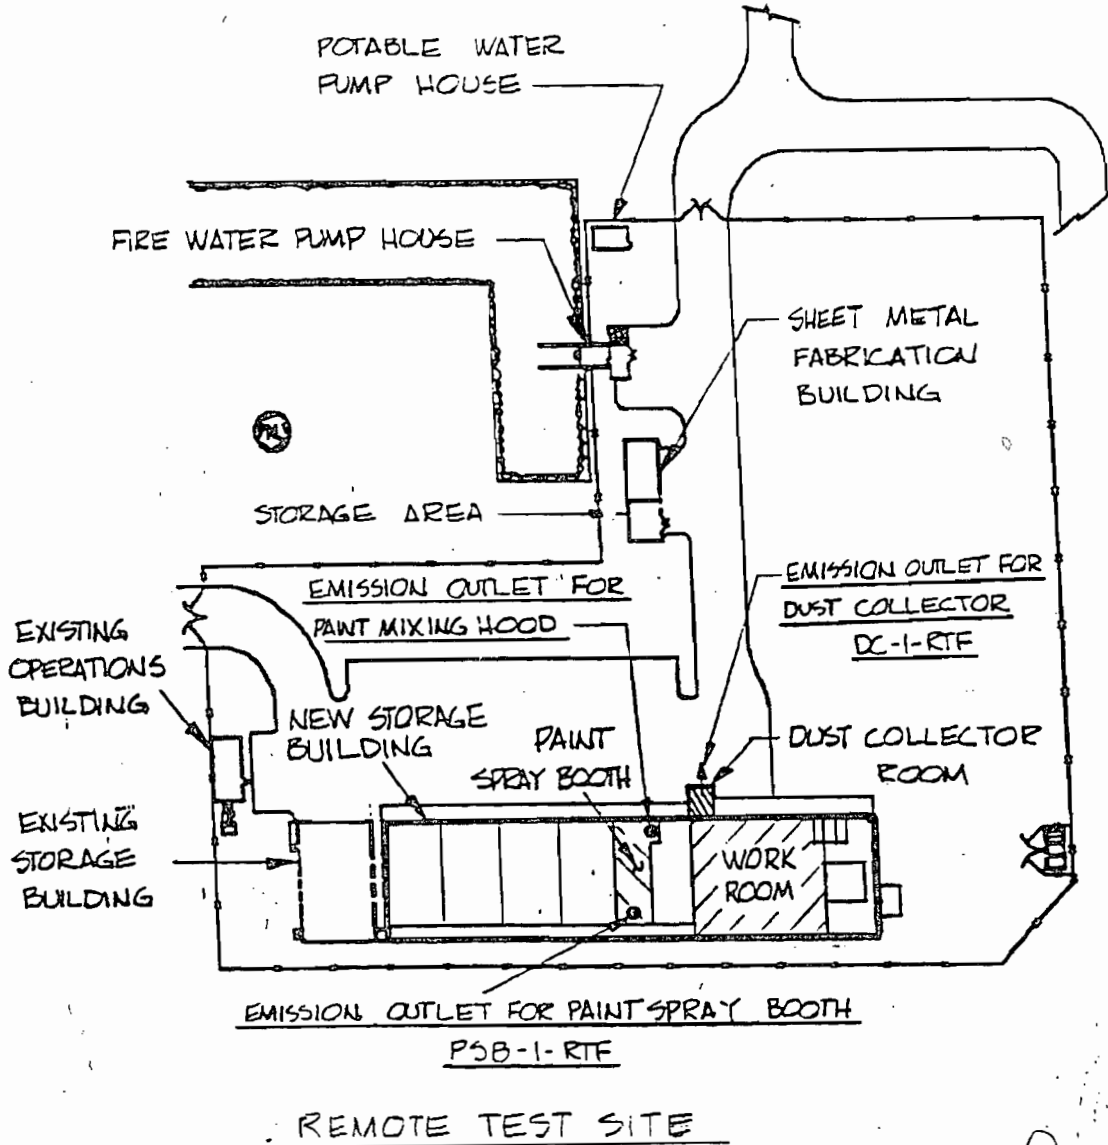 POTABLE WATER
PUMP HOUSE
FIRE WATER PUMP HOUSE
SHEET METAL
FABRICATION
BUILDING
STORAGE AREA
EMISSION OUTLET FOR
PAINT MIXING HOOD
EMISSION OUTLET FOR
DUST COLLECTOR
DC-1-RTF
EXISTING
OPERATIONS
BUILDING
NEW STORAGE
BUILDING
PAINT
SPRAY BOOTH
DUST COLLECTOR
ROOM
EXISTING
STORAGE
BUILDING
WORK
ROOM
EMISSION OUTLET FOR PAINT SPRAY BOOTH
PSB-1-RTF
REMOTE TEST SITE